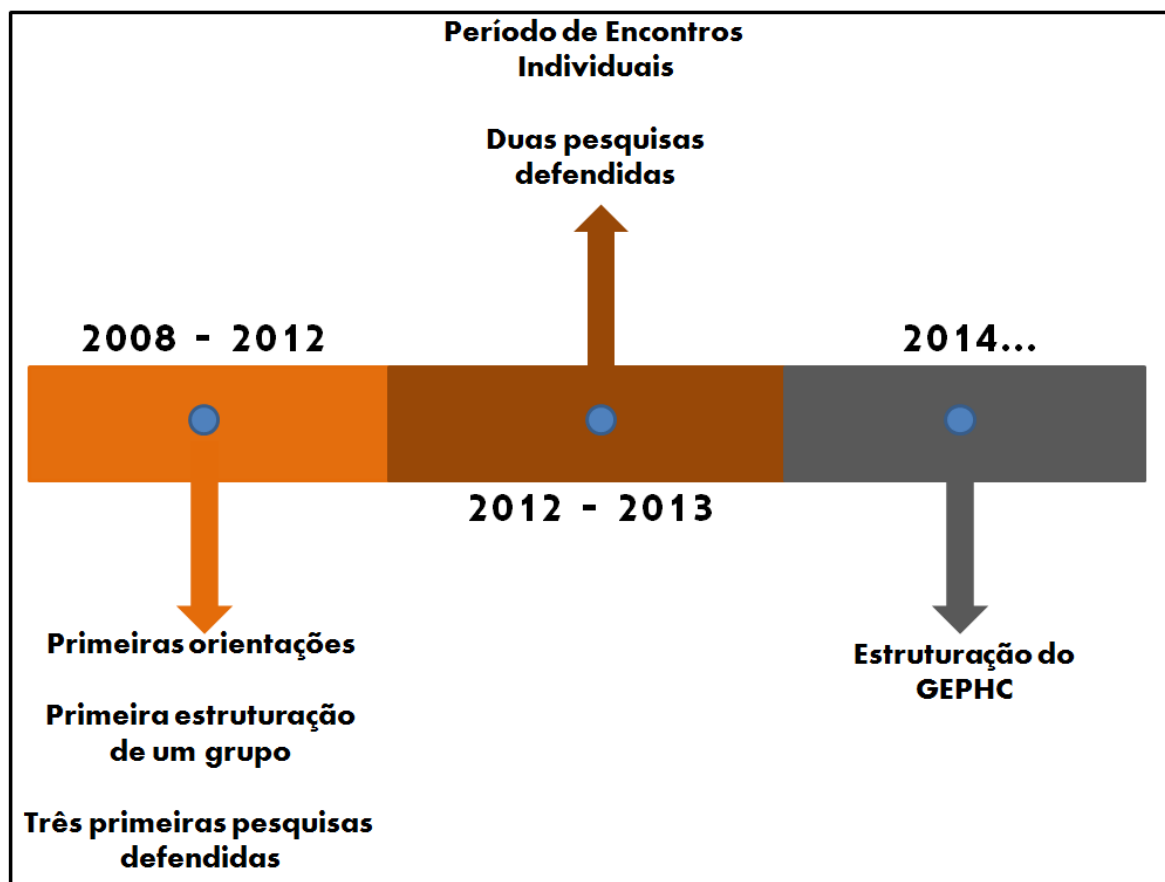 Período de Encontros
Individuais
Duas pesquisas
defendidas
2008 - 2012
2014...
2012 - 2013
Primeiras orientações
Primeira estruturação
de um grupo
Três primeiras pesquisas
defendidas
Estruturação do
GEPHC